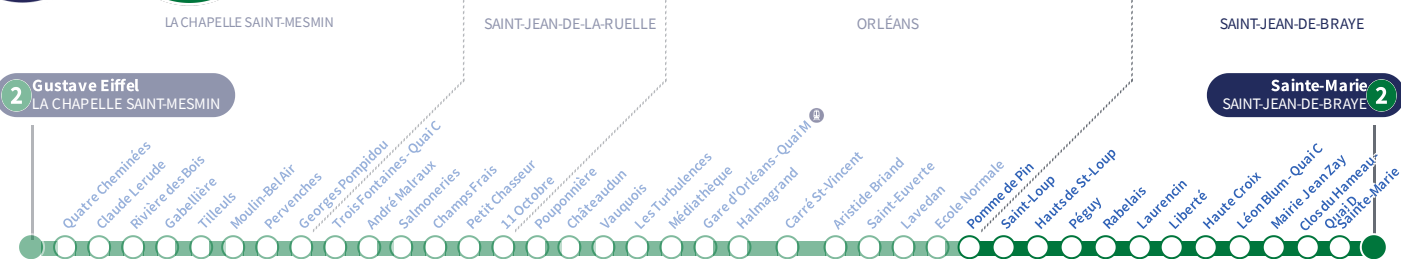 LA CHAPELLE SAINT-MESMIN
SAINT-JEAN-DE-LA-RUELLE
ORLÉANS
SAINT-JEAN-DE-BRAYE
2
Gustave Eiffel
LA CHAPELLE SAINT-MESMIN
Sainte-Marie
SAINT-JEAN-DE-BRAYE
2
Quatre Cheminées
Claude Lerude
Rivière des Bois
Gabellière
Tilleuls
Moulin-Bel Air
Pervenches
Georges Pompidou
Trois Fontaines - Quai C
André Malraux
Salmoneries
Champs Frais
Petit Chasseur
11 Octobre
Pouponnière
Châteaudun
Vauquois
Les Turbulences
Médiathèque
Gare d'Orléans - Quai M
Halmagrand
Carré St-Vincent
Aristide Briand
Saint-Euverte
Lavedan
Ecole Normale
Pomme de Pin
Saint-Loup
Hauts de St-Loup
Péguy
Rabelais
Laurencin
Liberté
Haute Croix
Léon Blum - Quai C
Mairie Jean Zay
Clos du Hameau-
Quai D
Sainte-Marie